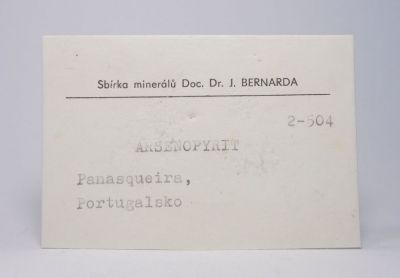 Sbírka minerálů Doc. Dr. J. BERNARDA
2-504
ARSENOPYRIT
Panasqueira,
Portugalsko